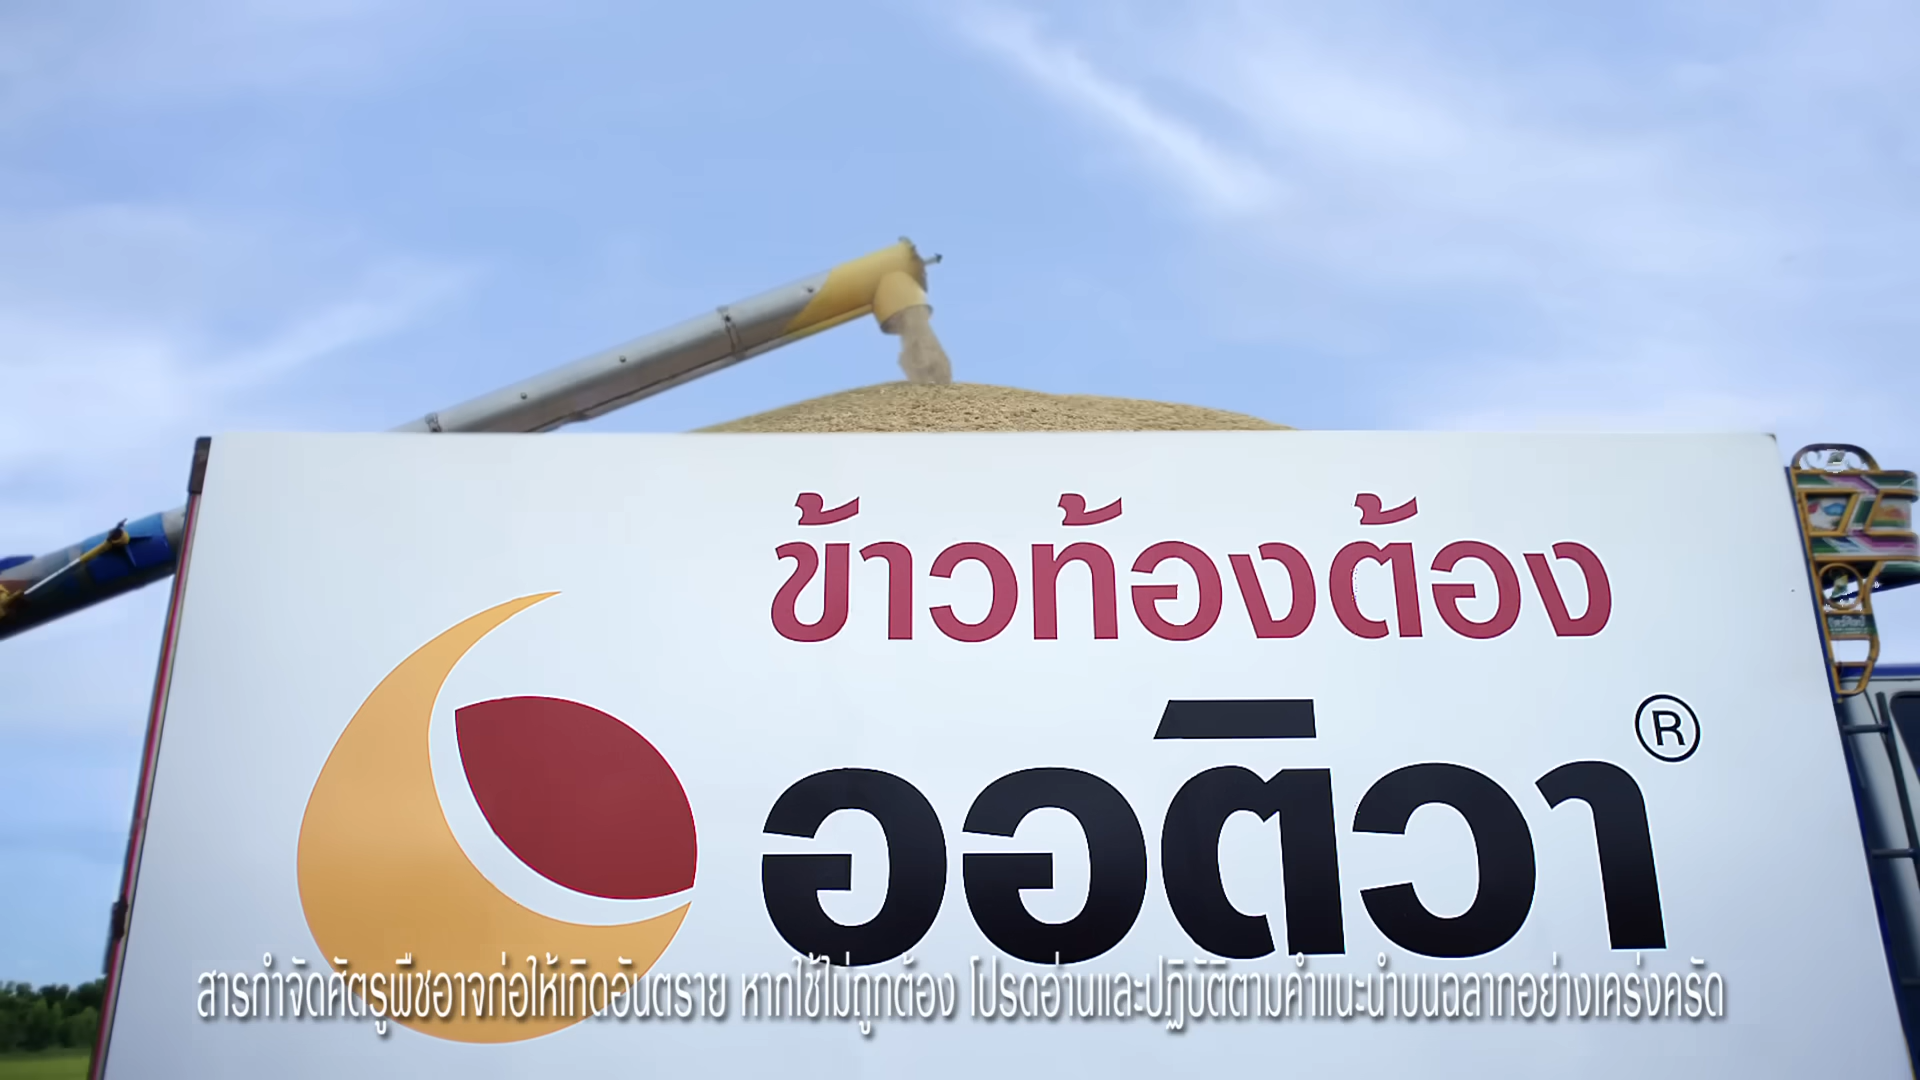 ข้าวท้องต้อง
ออติวา®
สารกำจัดศัตรูพืชอาจก่อให้เกิดอันตราย หากใช้ไม่ถูกต้อง โปรดอ่านและปฏิบัติตามคำแนะนำบนฉลากอย่างเคร่งครัด